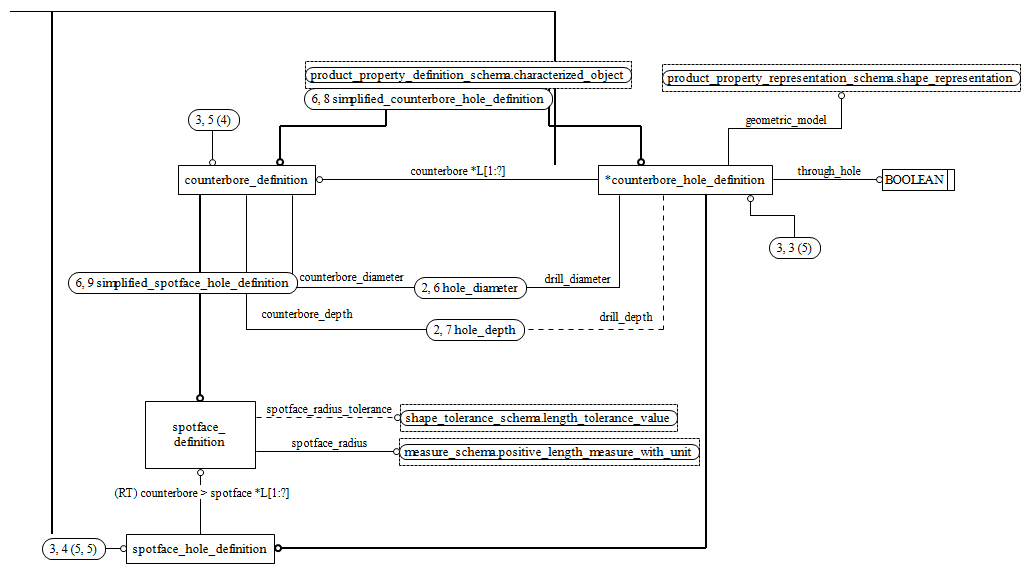 product_property_definition_schema.characterized_object
product_property_representation_schema.shape_representation
6, 8 simplified_counterbore_hole_definition
3, 5 (4)
geometric_model
counterbore *L[1:?]
through_hole
counterbore_definition
*counterbore_hole_definition
BOOLEAN
3, 3 (5)
6, 9 simplified_spotface_hole_definition
counterbore_diameter
2, 6 hole_diameter
drill_diameter
counterbore_depth
2, 7 hole_depth
drill_depth
spotface_radius_tolerance
shape_tolerance_schema.length_tolerance_value
spotface_
definition
spotface_radius
measure_schema.positive_length_measure_with_unit
(RT) counterbore > spotface *L[1:?]
3, 4 (5, 5)
spotface_hole_definition